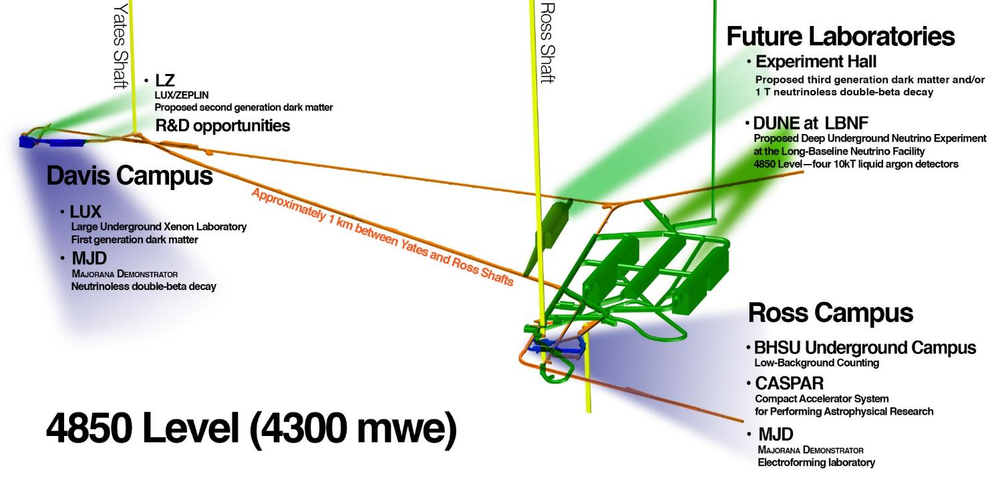 Yates Shaft
• LZ
LUX/ZEPLIN
Proposed second generation dark matter
R&D opportunities
Davis Campus
• LUX
Large Underground Xenon Laboratory
First generation dark matter
• MJD
MAJORANA DEMONSTRATOR
Neutrinoless double-beta decay
Approximately 1 km between Yates and Ross Shafts
Ross Shaft
Future Laboratories
• Experiment Hall
Proposed third generation dark matter and/or
1 T neutrinoless double-beta decay
• DUNE at LBNF
Proposed Deep Underground Neutrino Experiment
at the Long-Baseline Neutrino Facility
4850 Level—four 10kT liquid argon detectors
Ross Campus
• BHSU Underground Campus
Low-Background Counting
• CASPAR
Compact Accelerator System
for Performing Astrophysical Research
• MJD
MAJORANA DEMONSTRATOR
Electroforming laboratory
4850 Level (4300 mwe)